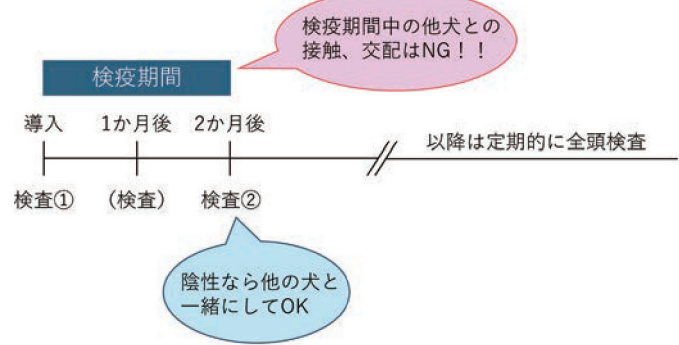 検疫期間中の他犬との
接触、交配はNG！！
検疫期間
導入 1か月後 2か月後
以降は定期的に全頭検査
検査① （検査） 検査②
陰性なら他の犬と
一緒にしてOK